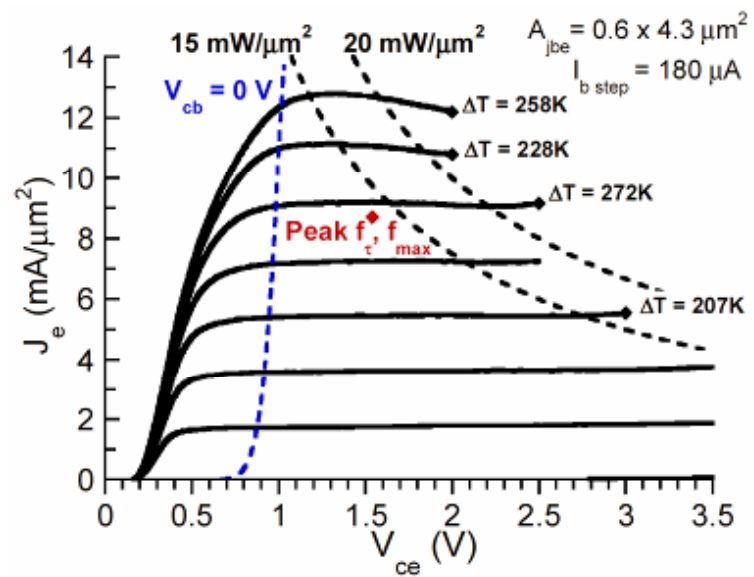 15 mW/μm² 20 mW/μm² A_jbe = 0.6 x 4.3 μm²
I_b step = 180 μA
V_cb = 0 V
ΔT = 258K
ΔT = 228K
ΔT = 272K
Peak f_τ, f_max
ΔT = 207K
J_e (mA/μm²)
14
12
10
8
6
4
2
0
0 0.5 1 1.5 2 2.5 3 3.5
V_ce (V)